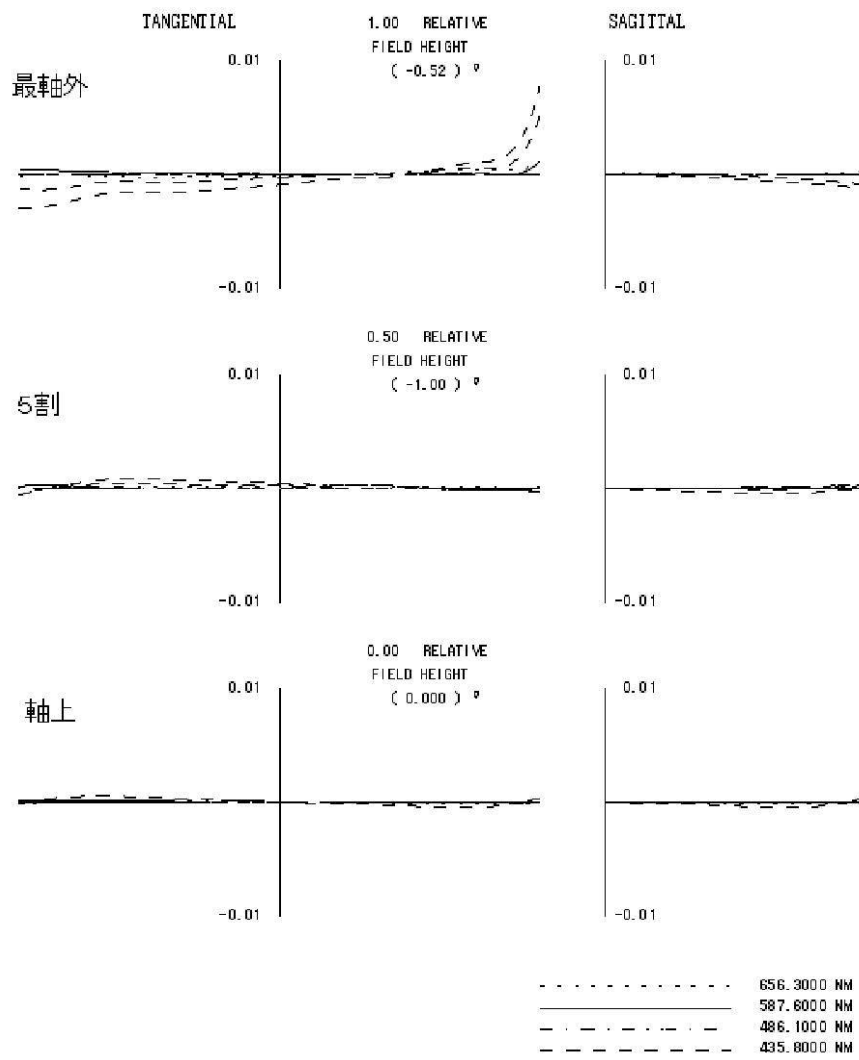 TANGENTIAL
1.00 RELATIVE
SAGITTAL
FIELD HEIGHT
( -0.52 ) º
0.01
0.01
最軸外
-0.01
-0.01
0.50 RELATIVE
FIELD HEIGHT
( -1.00 ) º
0.01
0.01
5割
-0.01
-0.01
0.00 RELATIVE
FIELD HEIGHT
( 0.000 ) º
0.01
0.01
軸上
-0.01
-0.01
656.3000 NM
587.6000 NM
486.1000 NM
435.8000 NM